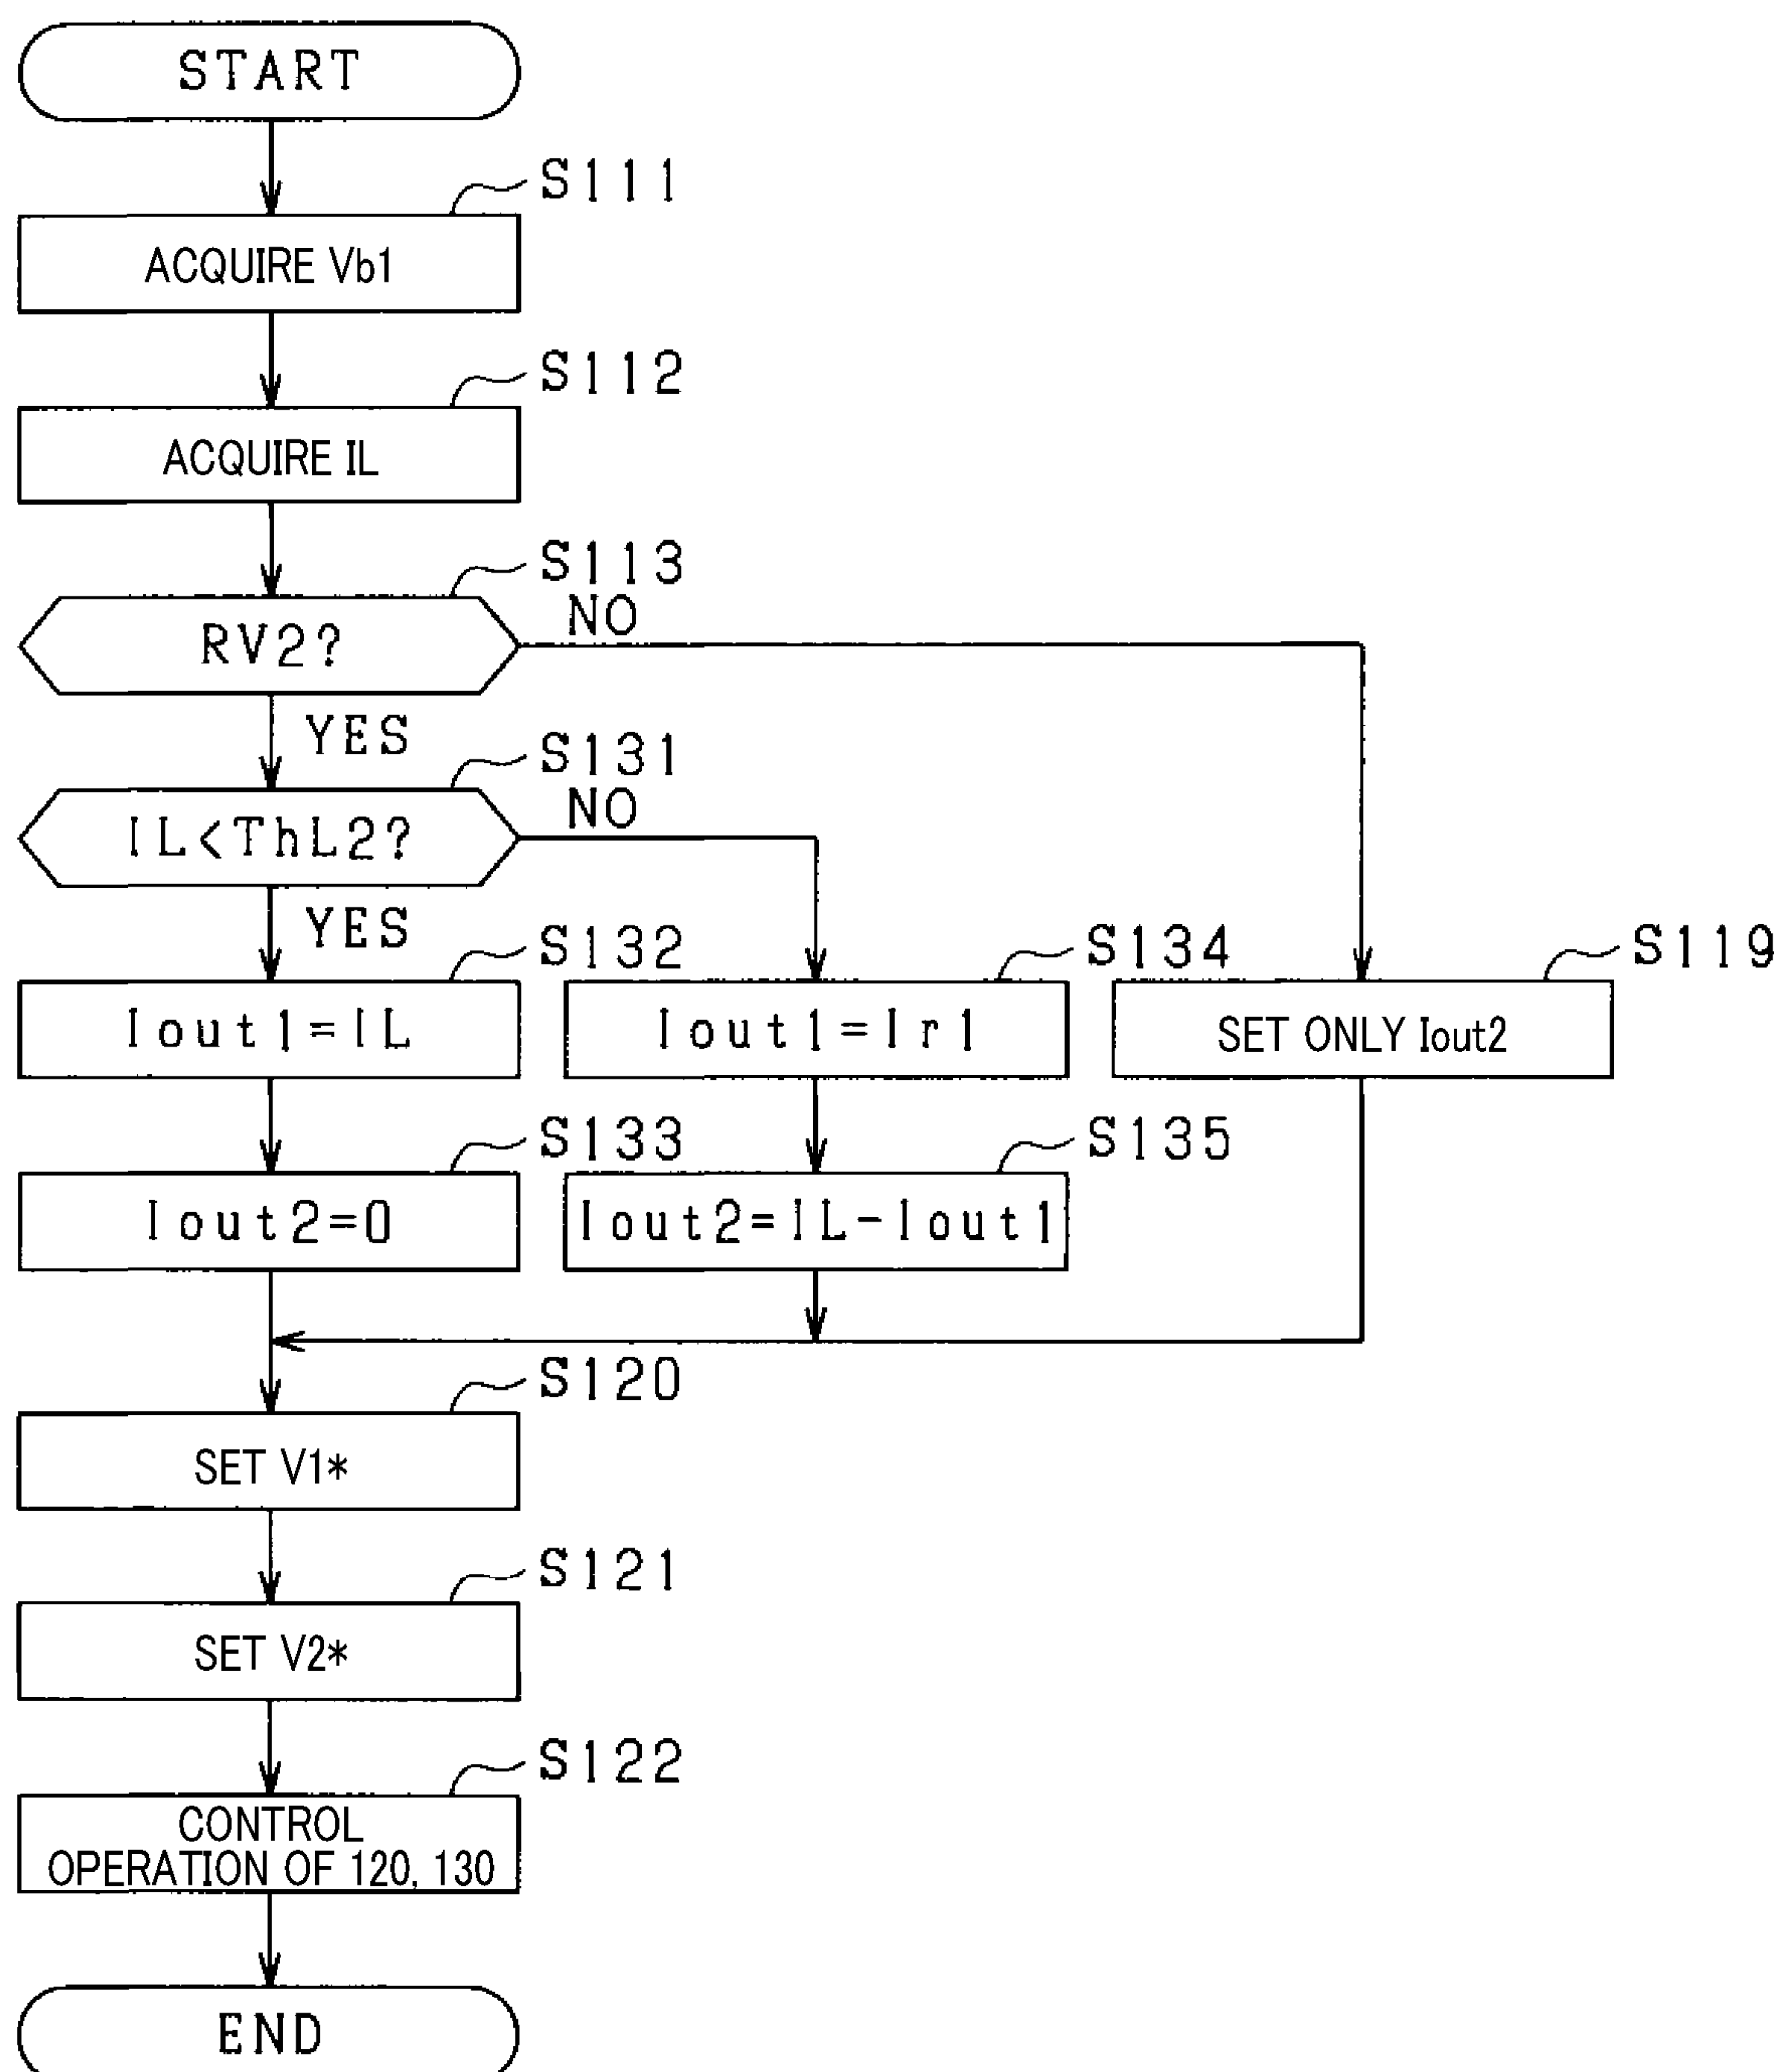 START
S111
ACQUIRE Vb1
S112
ACQUIRE IL
S113
RV2?
NO
YES
S131
IL<ThL2?
NO
YES
S132
Iout1=IL
S134
Iout1=Ir1
S119
SET ONLY Iout2
S133
Iout2=0
S135
Iout2=IL-Iout1
S120
SET V1*
S121
SET V2*
S122
CONTROL
OPERATION OF 120, 130
END